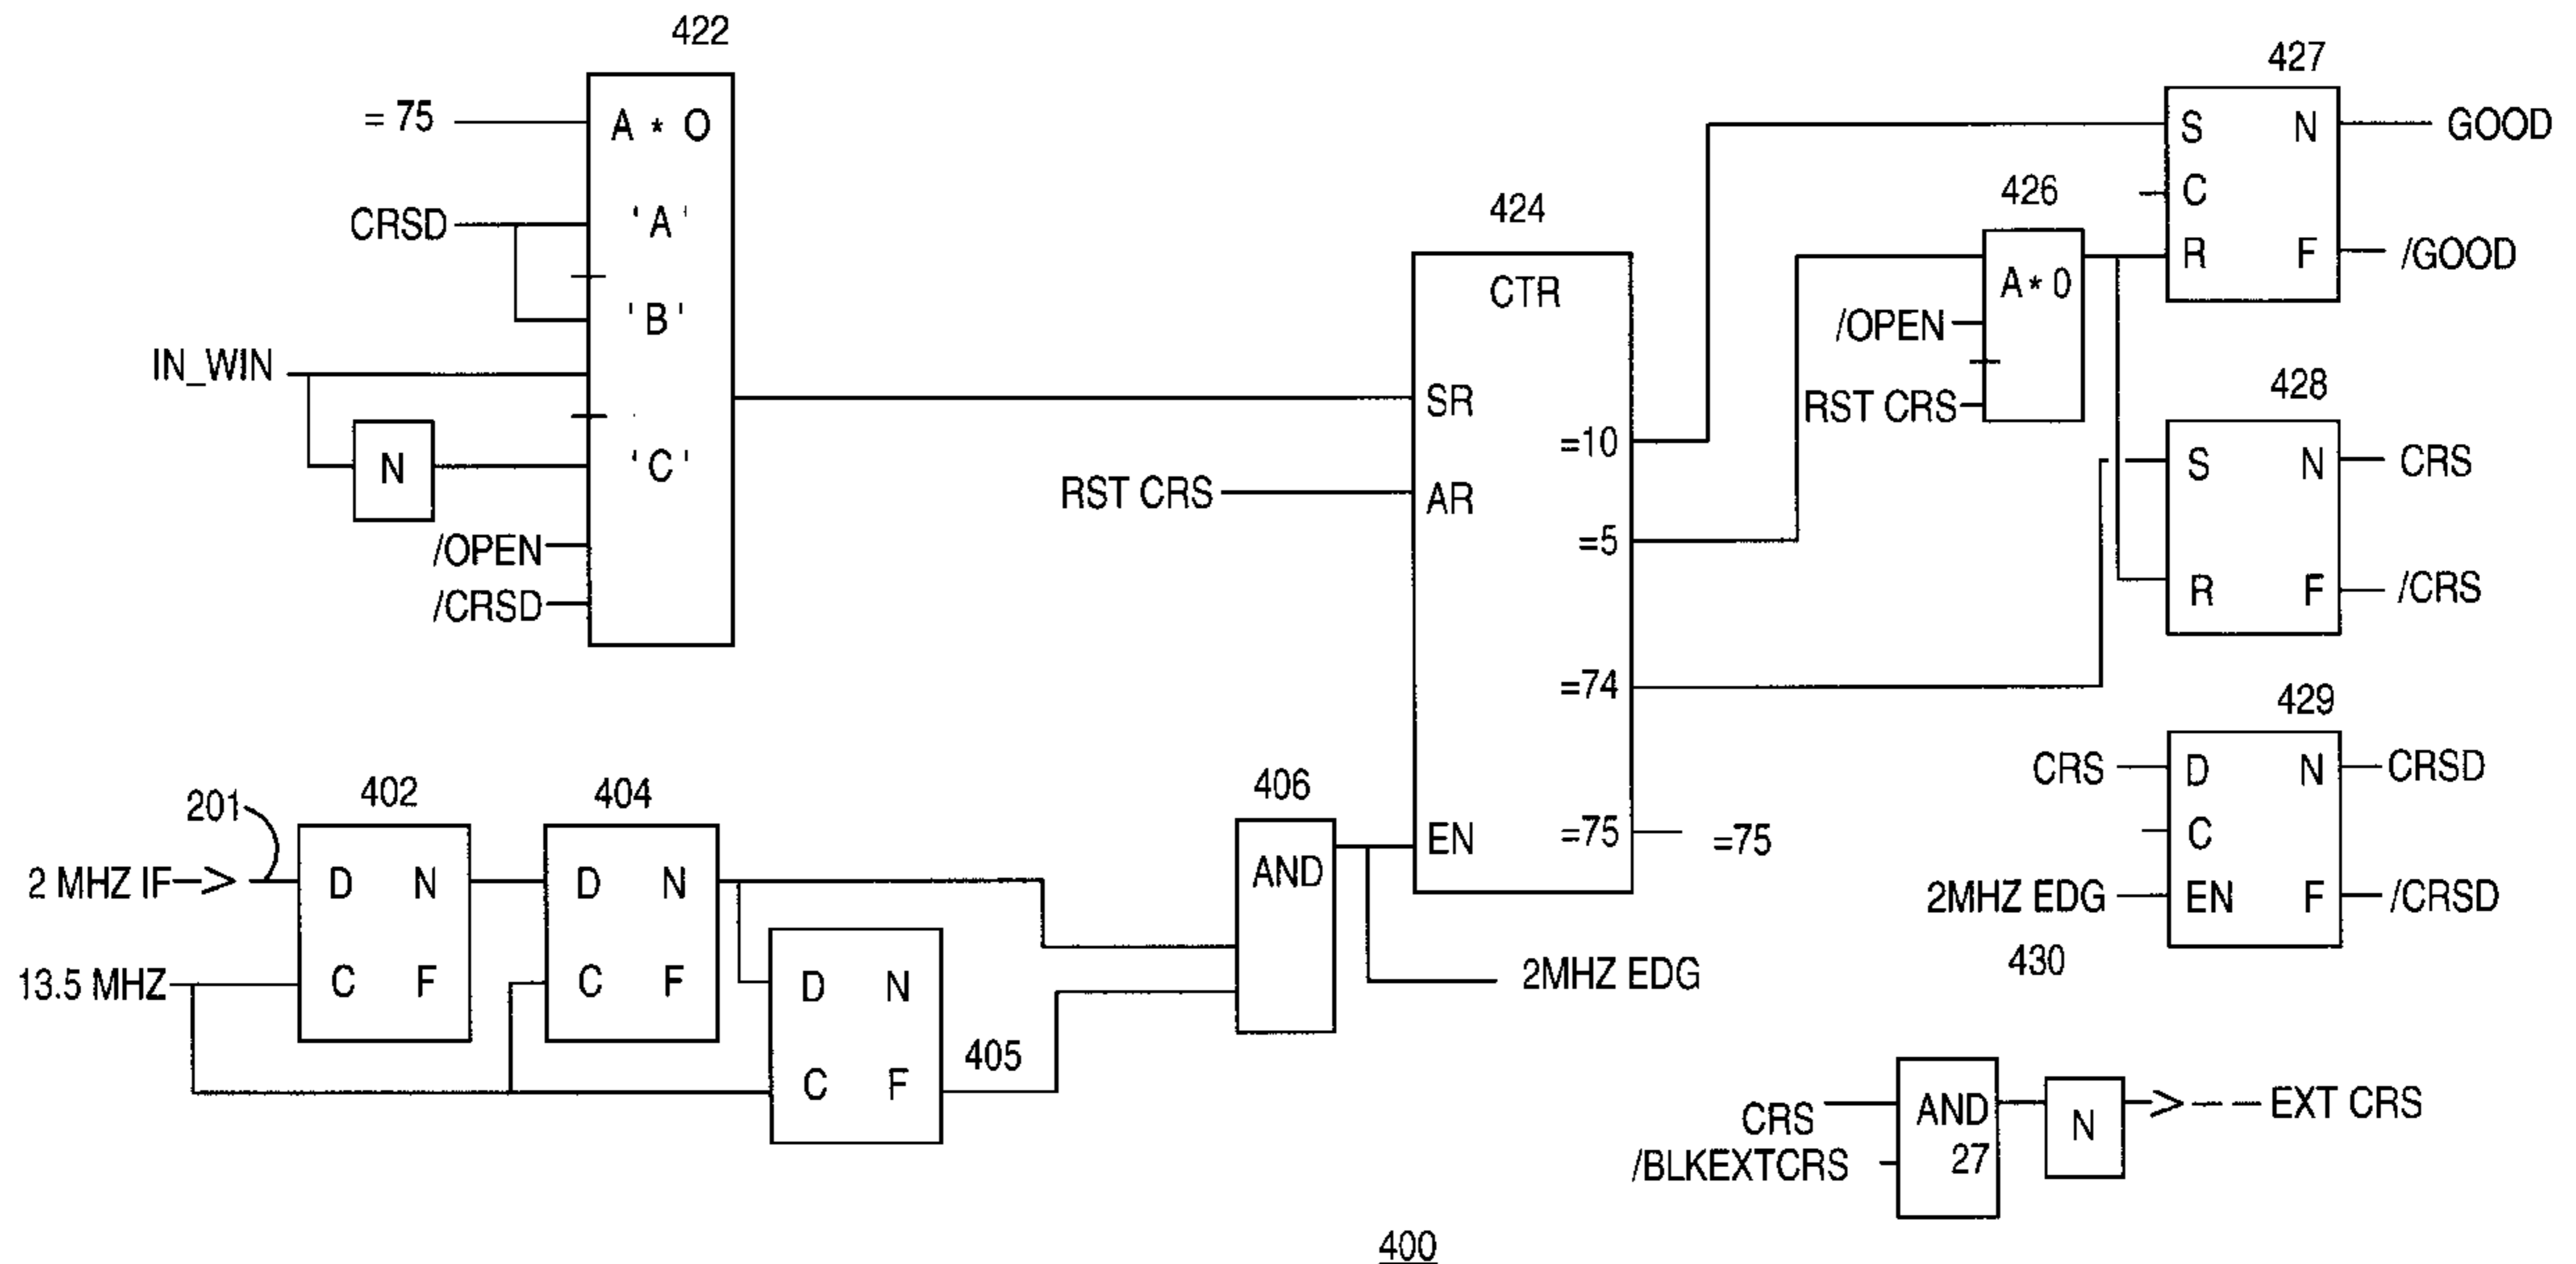 422
= 75
A * O
CRSD
' A '
' B '
IN_WIN
N
' C '
/OPEN
/CRSD
424
CTR
SR
=10
RST CRS
AR
=5
=74
EN
=75
=75
426
A * 0
/OPEN
RST CRS
427
S
N
GOOD
C
R
F
/GOOD
428
S
N
CRS
R
F
/CRS
429
CRS
D
N
CRSD
C
2MHZ EDG
EN
F
/CRSD
430
201
402
404
406
2 MHZ IF
D
N
D
N
AND
13.5 MHZ
C
F
C
F
D
N
2MHZ EDG
405
C
F
CRS
AND
27
N
EXT CRS
/BLKEXTCRS
400